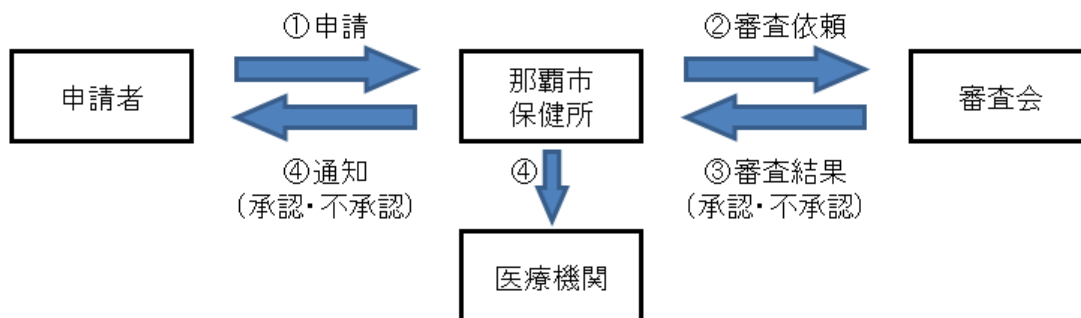 ①申請
②審査依頼
申請者
那覇市
保健所
審査会
④通知
(承認・不承認)
④
③審査結果
(承認・不承認)
医療機関